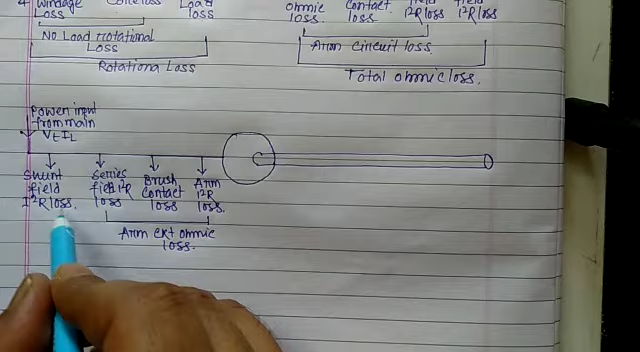 Windage
Loss
Core loss
Load
loss
No Load rotational
Loss
Rotational Loss
ohmic
loss.
contact
loss
field
I²R loss
field
I²R loss
Arm circuit loss.
Total ohmic loss.
Power input
from main
VtIL
Shunt
field
I²R loss.
Series
field I²R
loss
Brush
Contact
loss
Arm
I²R
loss.
Arm ckt ohmic
loss.